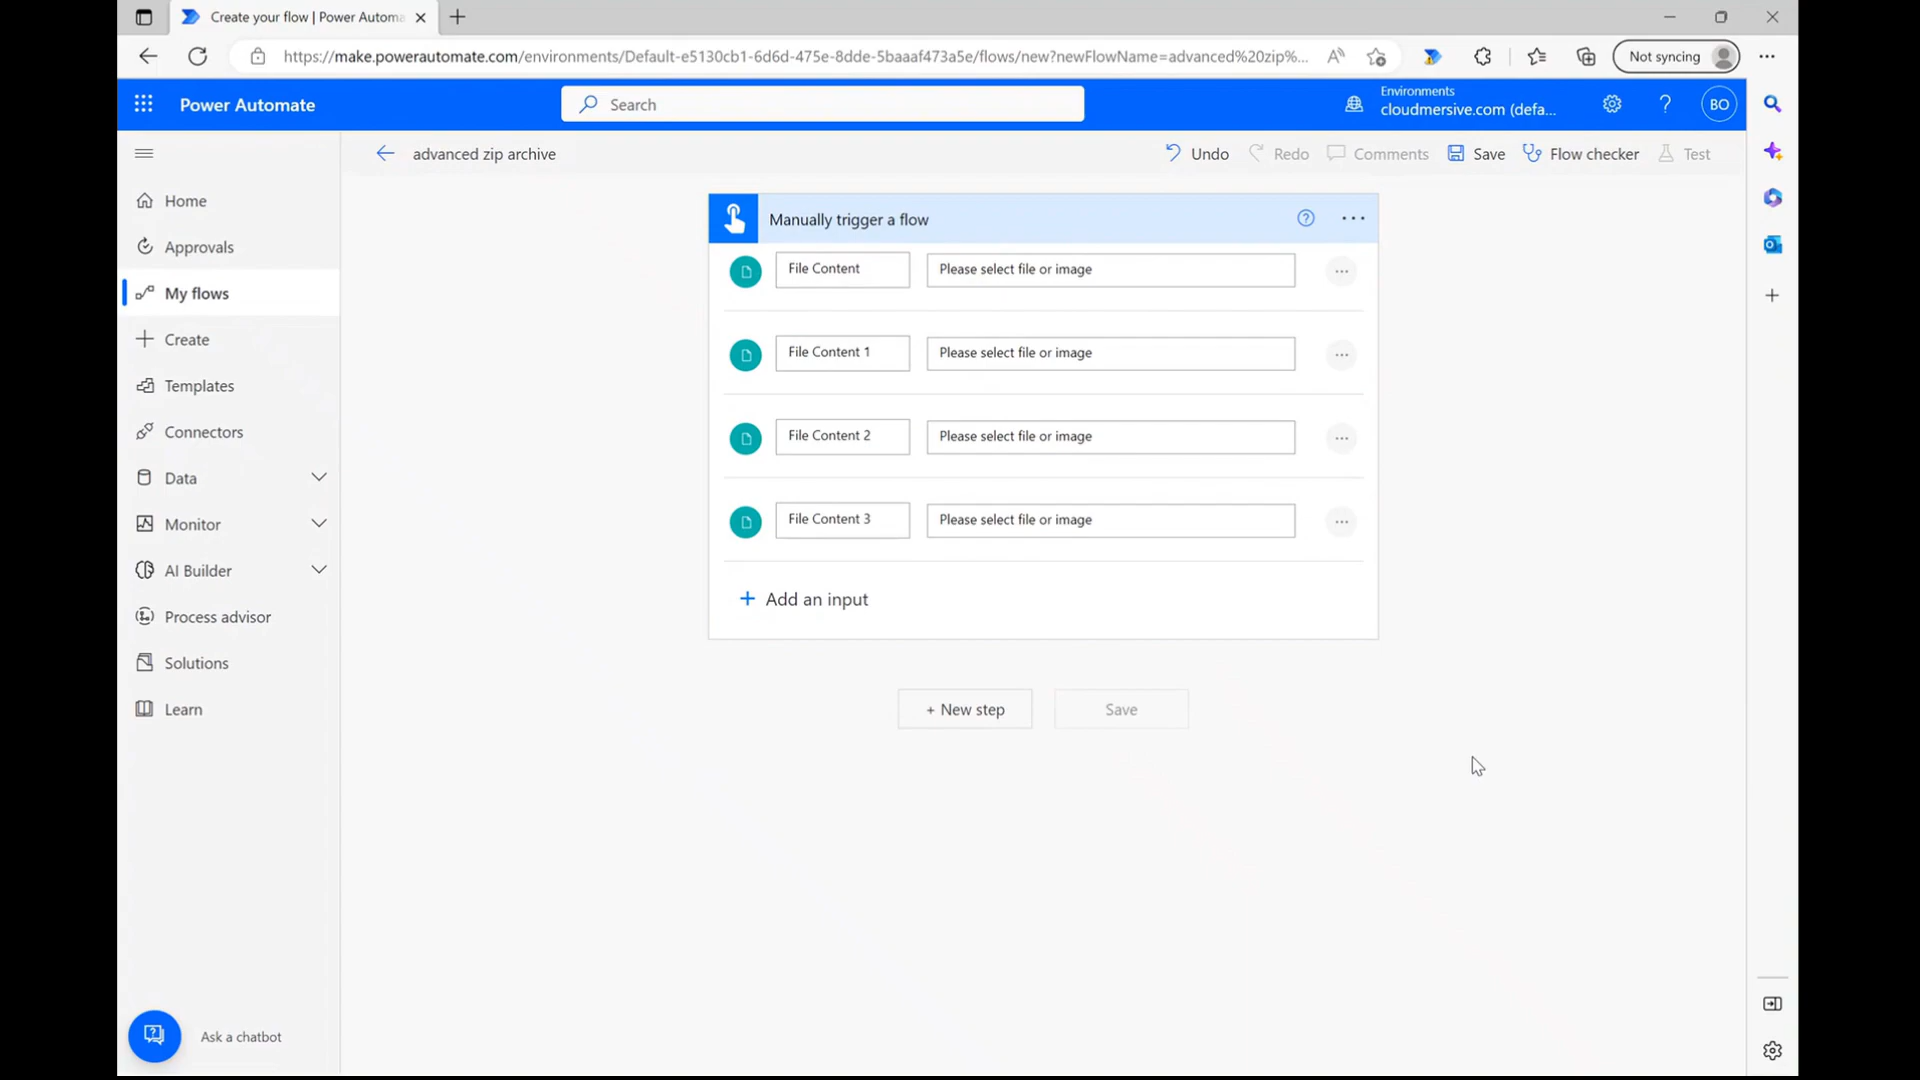 Create your flow | Power Automa
https://make.powerautomate.com/environments/Default-e5130cb1-6d6d-475e-8dde-5baaaf473a5e/flows/new?newFlowName=advanced%20zip%...
Not syncing
Power Automate
Search
Environments
cloudmersive.com (defa...
BO
advanced zip archive
Undo
Redo
Comments
Save
Flow checker
Test
Home
Approvals
My flows
Create
Templates
Connectors
Data
Monitor
AI Builder
Process advisor
Solutions
Learn
Ask a chatbot
Manually trigger a flow
File Content
Please select file or image
File Content 1
Please select file or image
File Content 2
Please select file or image
File Content 3
Please select file or image
+ Add an input
+ New step
Save